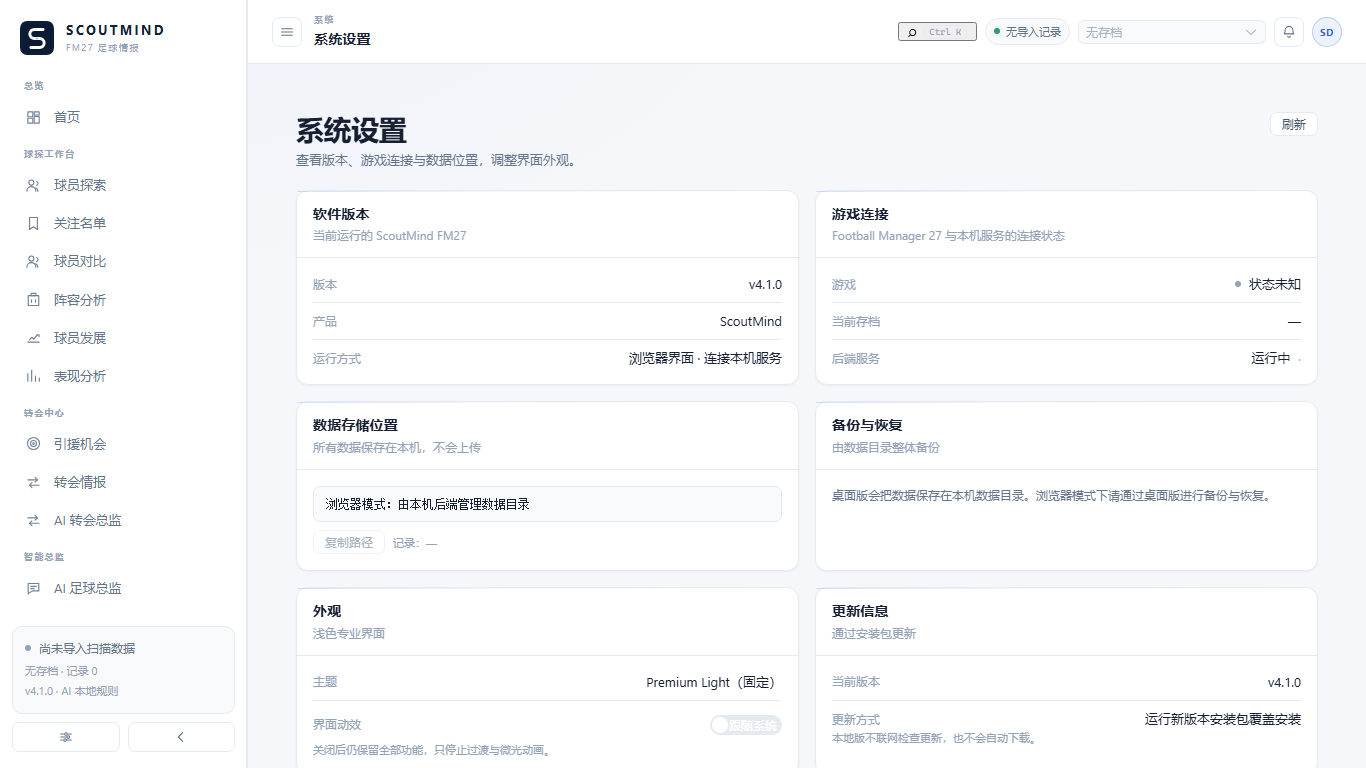 SCOUTMIND
FM27 足球情报
总览
首页
球探工作台
球员探索
关注名单
球员对比
阵容分析
球员发展
表现分析
转会中心
引援机会
转会情报
AI 转会总监
智能总监
AI 足球总监
尚未导入扫描数据
无存档 · 记录 0
v4.1.0 · AI 本地规则
系统
系统设置
Ctrl K
无导入记录
无存档
SD
系统设置
刷新
查看版本、游戏连接与数据位置，调整界面外观。
软件版本
当前运行的 ScoutMind FM27
版本
v4.1.0
产品
ScoutMind
运行方式
浏览器界面 · 连接本机服务
游戏连接
Football Manager 27 与本机服务的连接状态
游戏
状态未知
当前存档
—
后端服务
运行中 ·
数据存储位置
所有数据保存在本机，不会上传
浏览器模式：由本机后端管理数据目录
复制路径
记录：—
备份与恢复
由数据目录整体备份
桌面版会把数据保存在本机数据目录。浏览器模式下请通过桌面版进行备份与恢复。
外观
浅色专业界面
主题
Premium Light（固定）
界面动效
跟随系统
关闭后仍保留全部功能，只停止过渡与微光动画。
更新信息
通过安装包更新
当前版本
v4.1.0
更新方式
运行新版本安装包覆盖安装
本地版不联网检查更新，也不会自动下载。